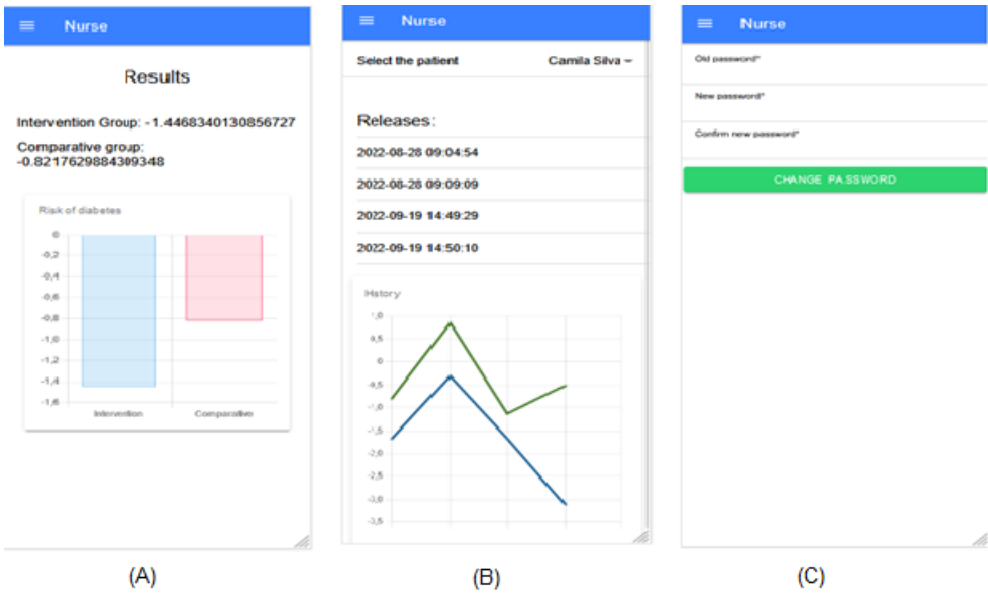 Nurse
Results
Intervention Group: -1.4468340130856727
Comparative group:
-0.8217629884309348
Risk of diabetes
0
-0,2
-0,4
-0,6
-0,8
-1,0
-1,2
-1,4
-1,6
Intervention
Comparative
(A)
Nurse
Select the patient Camila Silva
Releases:
2022-08-28 09:04:54
2022-08-28 09:09:09
2022-09-19 14:49:29
2022-09-19 14:50:10
History
1,0
0,5
0
-0,5
-1,0
-1,5
-2,0
-2,5
-3,0
-3,5
(B)
Nurse
Old password*
New password*
Confirm new password*
CHANGE PASSWORD
(C)